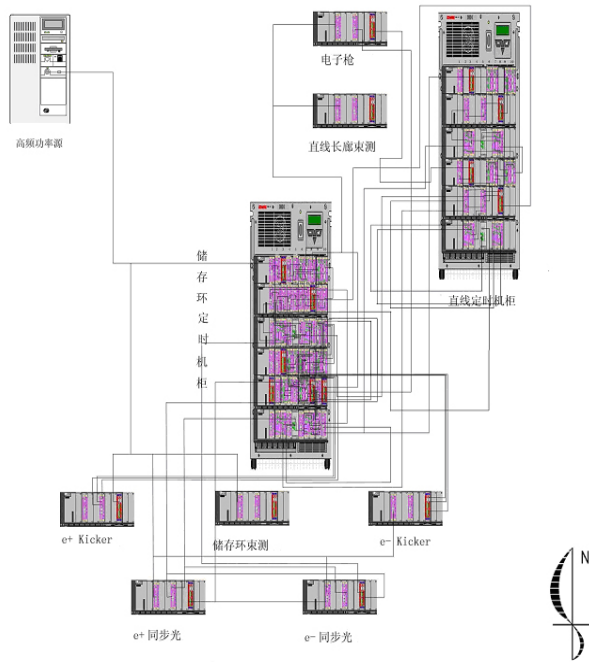 电子枪
高频功率源
直线长廊束测
储存环定时机柜
直线定时机柜
e+ Kicker
储存环束测
e- Kicker
e+ 同步光
e- 同步光
N